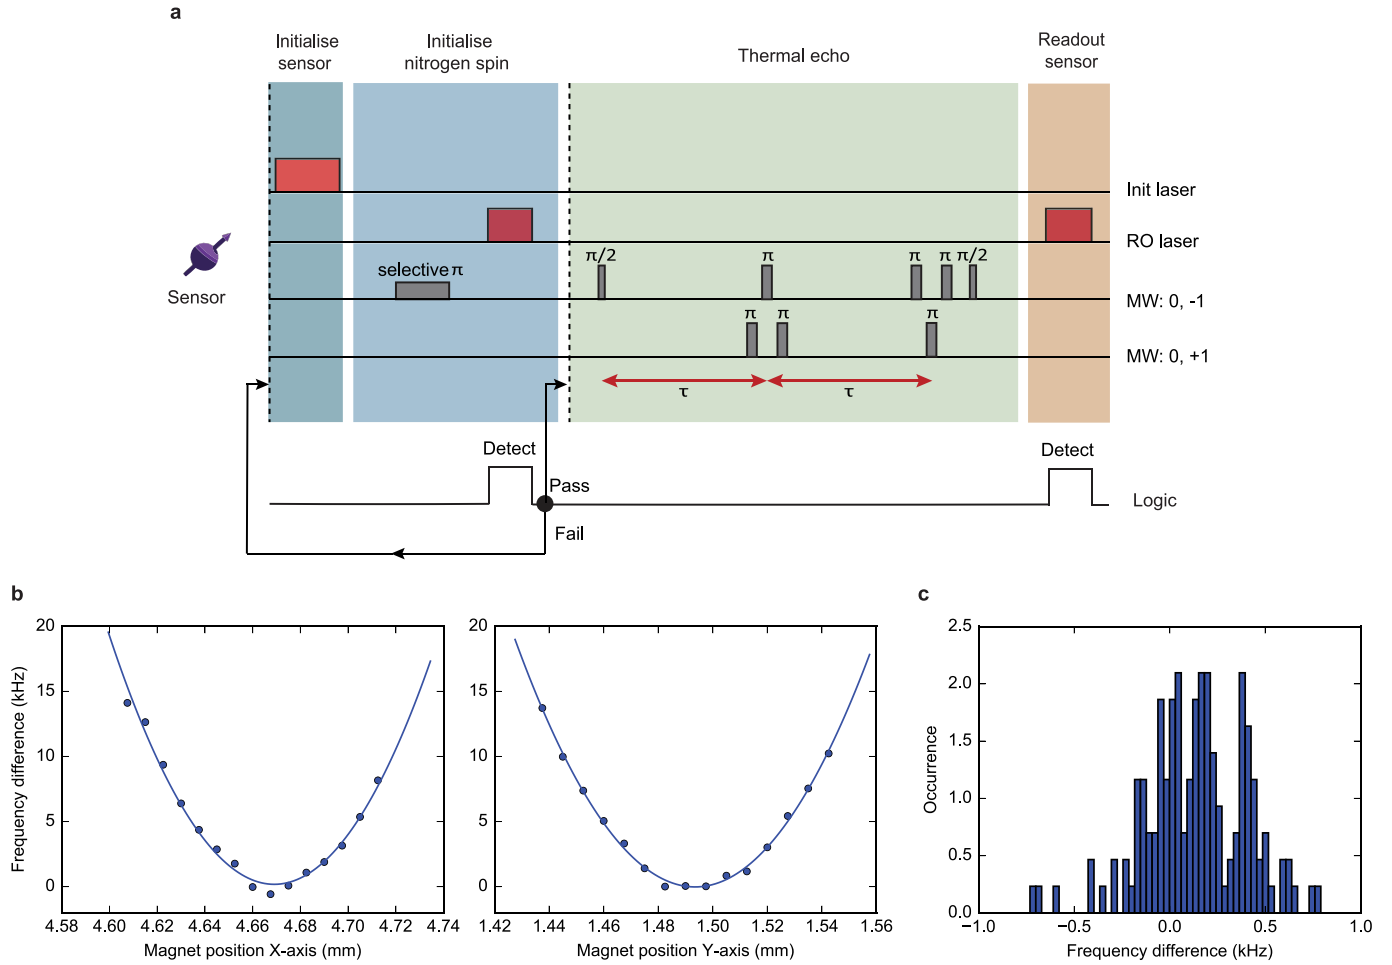 a
Initialise
sensor
Initialise
nitrogen spin
Thermal echo
Readout
sensor
Init laser
RO laser
π/2
π
π
π
π/2
selective π
MW: 0, -1
Sensor
π
π
π
MW: 0, +1
τ
τ
Detect
Detect
Pass
Logic
Fail
b
c
Frequency difference (kHz)
20
15
10
5
0
4.58
4.60
4.62
4.64
4.66
4.68
4.70
4.72
4.74
Magnet position X-axis (mm)
20
15
10
5
0
1.42
1.44
1.46
1.48
1.50
1.52
1.54
1.56
Magnet position Y-axis (mm)
Occurrence
2.5
2.0
1.5
1.0
0.5
0.0
−1.0
−0.5
0.0
0.5
1.0
Frequency difference (kHz)